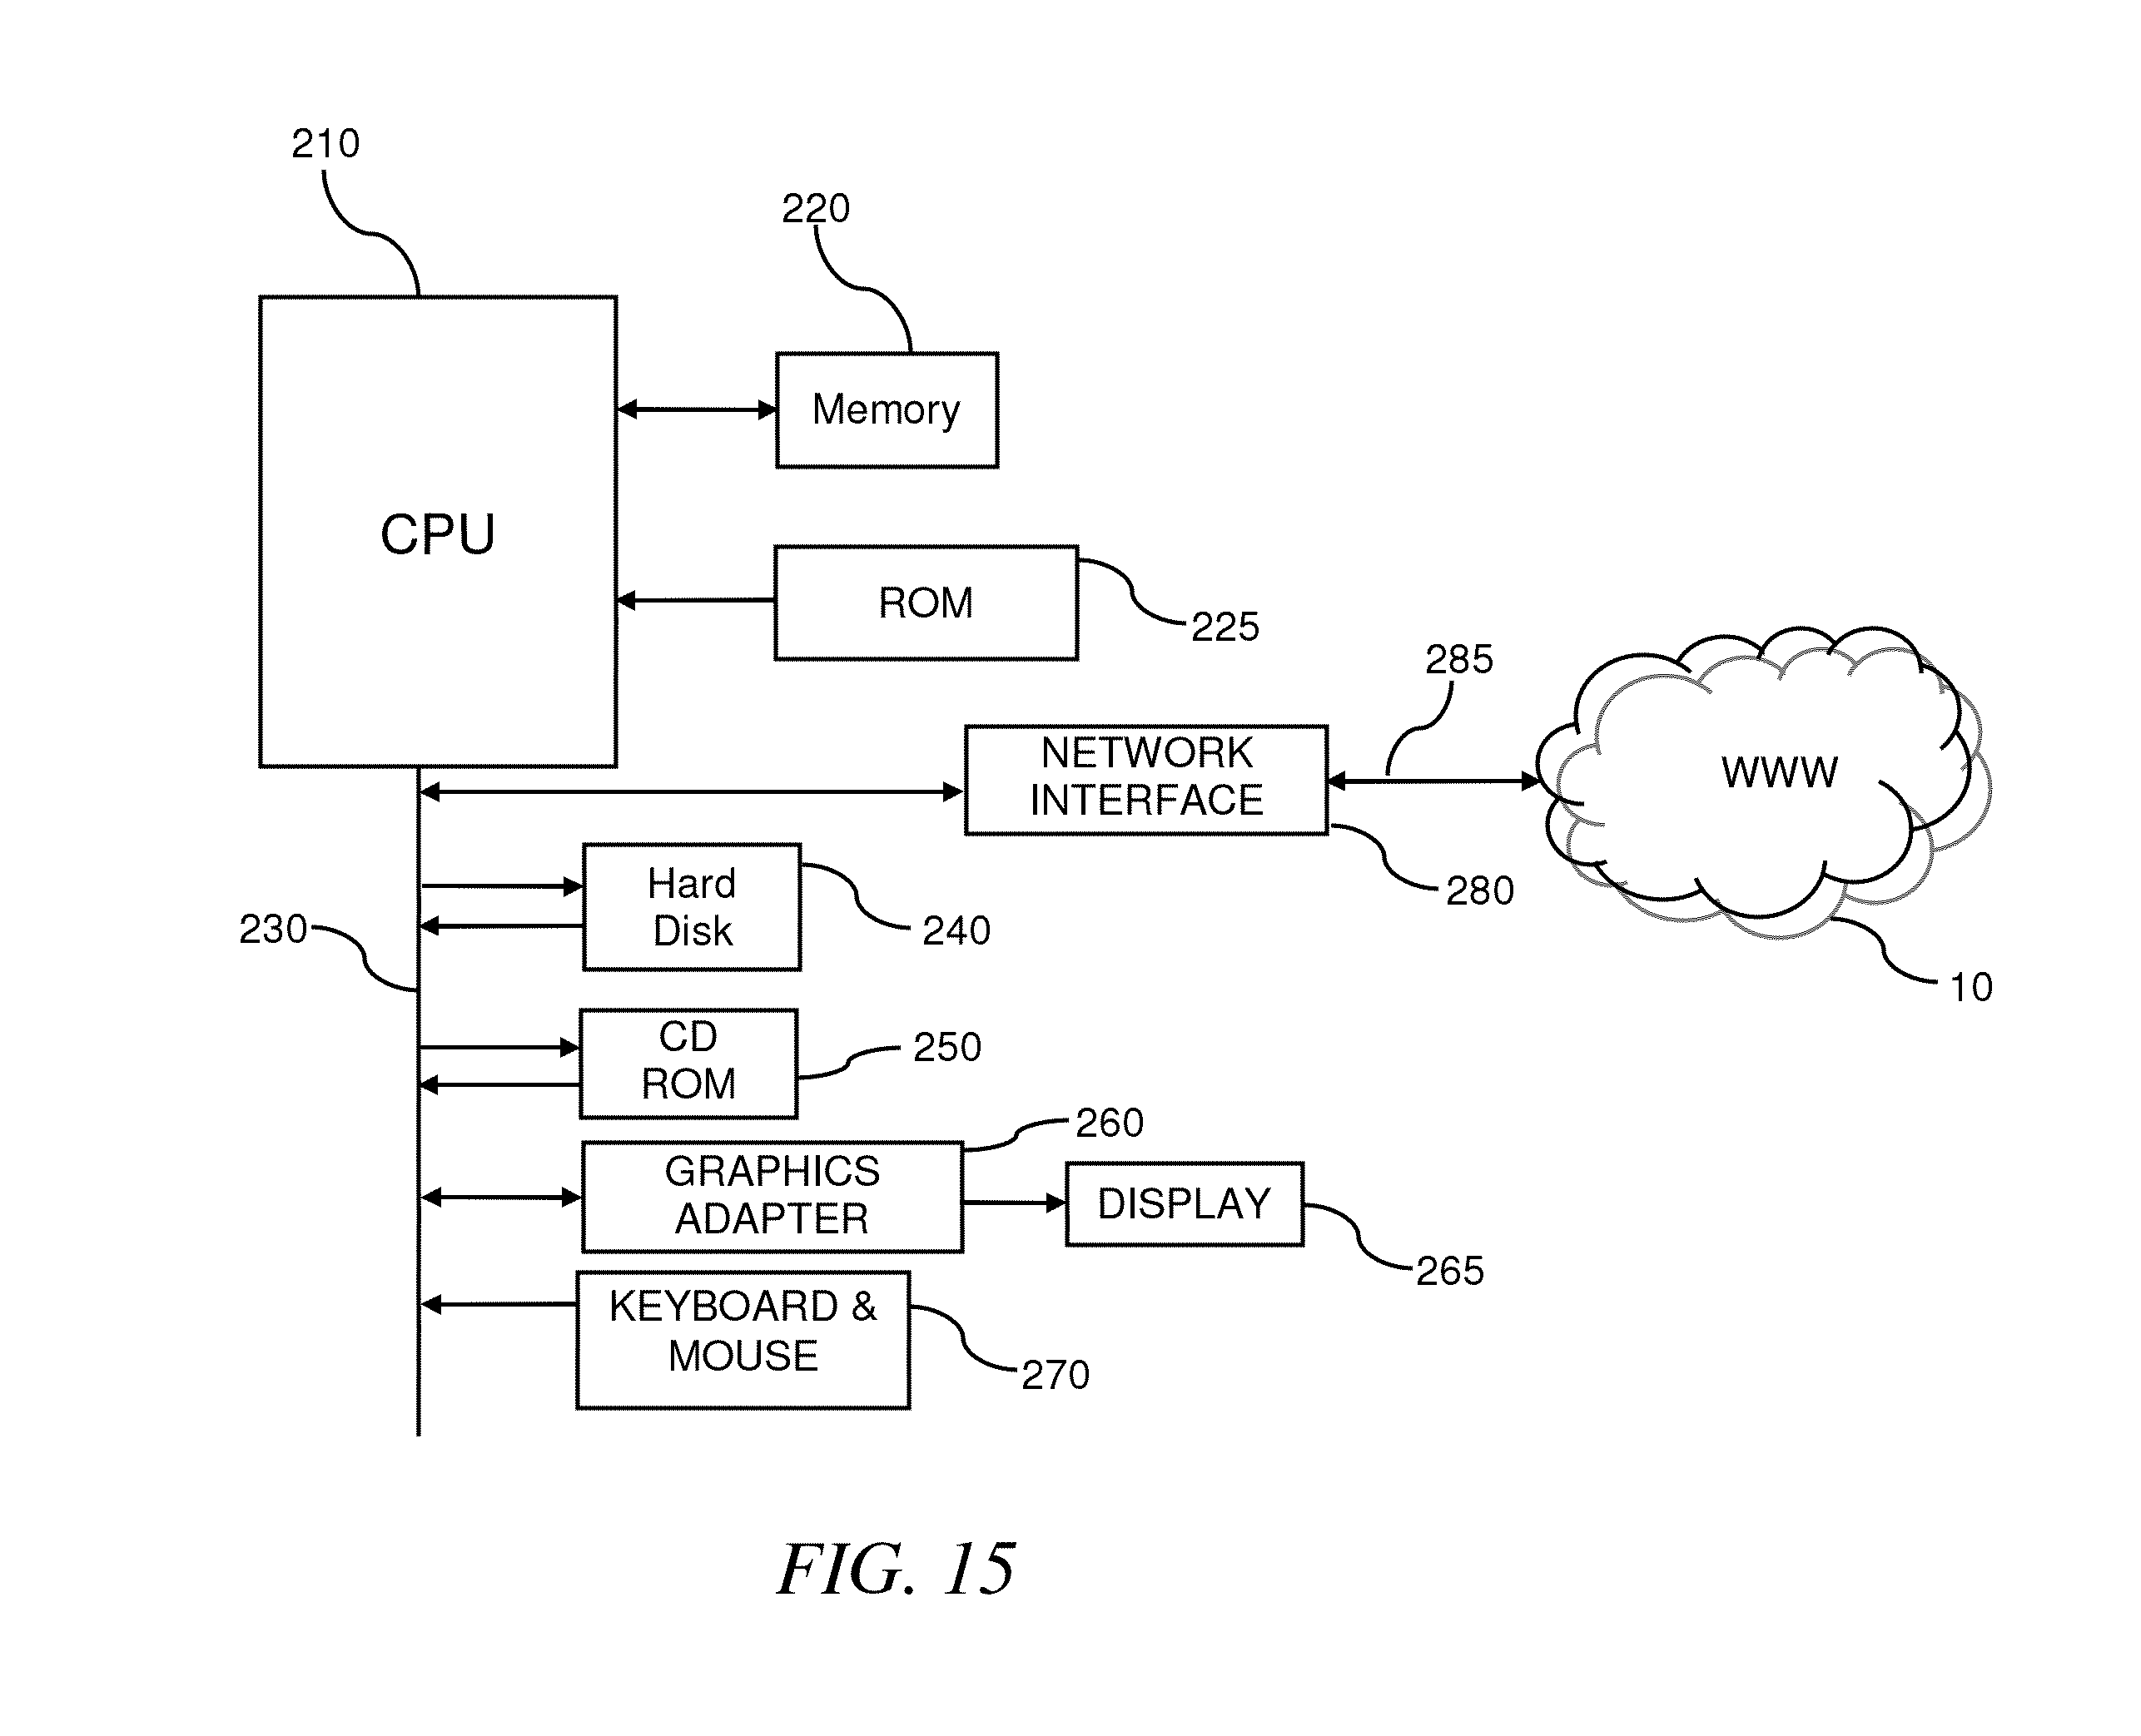 210
220
Memory
CPU
ROM
225
285
NETWORK
INTERFACE
WWW
280
Hard
Disk
240
230
10
CD
ROM
250
260
GRAPHICS
ADAPTER
DISPLAY
265
KEYBOARD &
MOUSE
270
FIG. 15